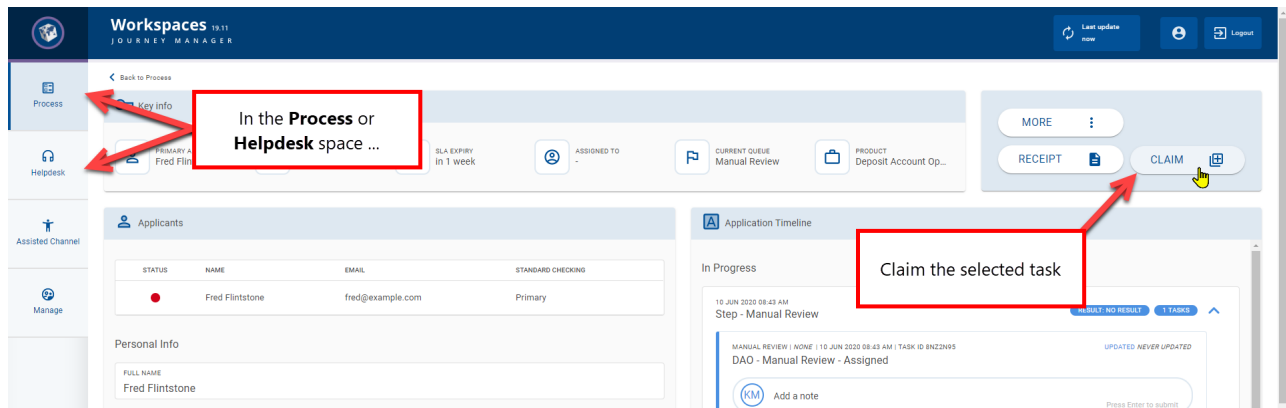 Workspaces 19.11
JOURNEY MANAGER
Last update
now
Logout
Process
Helpdesk
Assisted Channel
Manage
Back to Process
Key info
In the Process or
Helpdesk space ...
PRIMARY
Fred Flin
SLA EXPIRY
in 1 week
ASSIGNED TO
-
CURRENT QUEUE
Manual Review
PRODUCT
Deposit Account Op...
MORE
RECEIPT
CLAIM
Claim the selected task
Applicants
STATUS NAME EMAIL STANDARD CHECKING
Fred Flintstone fred@example.com Primary
Personal Info
FULL NAME
Fred Flintstone
Application Timeline
In Progress
10 JUN 2020 08:43 AM
Step - Manual Review
RESULT: NO RESULT 1 TASKS
MANUAL REVIEW | NONE | 10 JUN 2020 08:43 AM | TASK ID 8NZ2N95
UPDATED NEVER UPDATED
DAO - Manual Review - Assigned
KM Add a note
Press Enter to submit